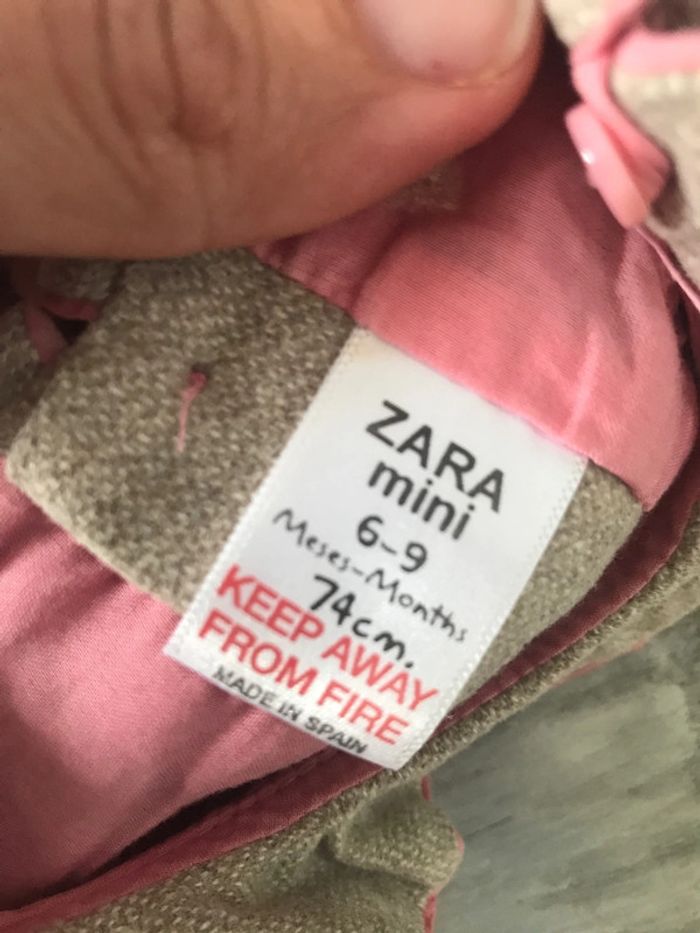 ZARA
mini
6-9
Meses-Months
74cm.
KEEP AWAY
FROM FIRE
MADE IN SPAIN